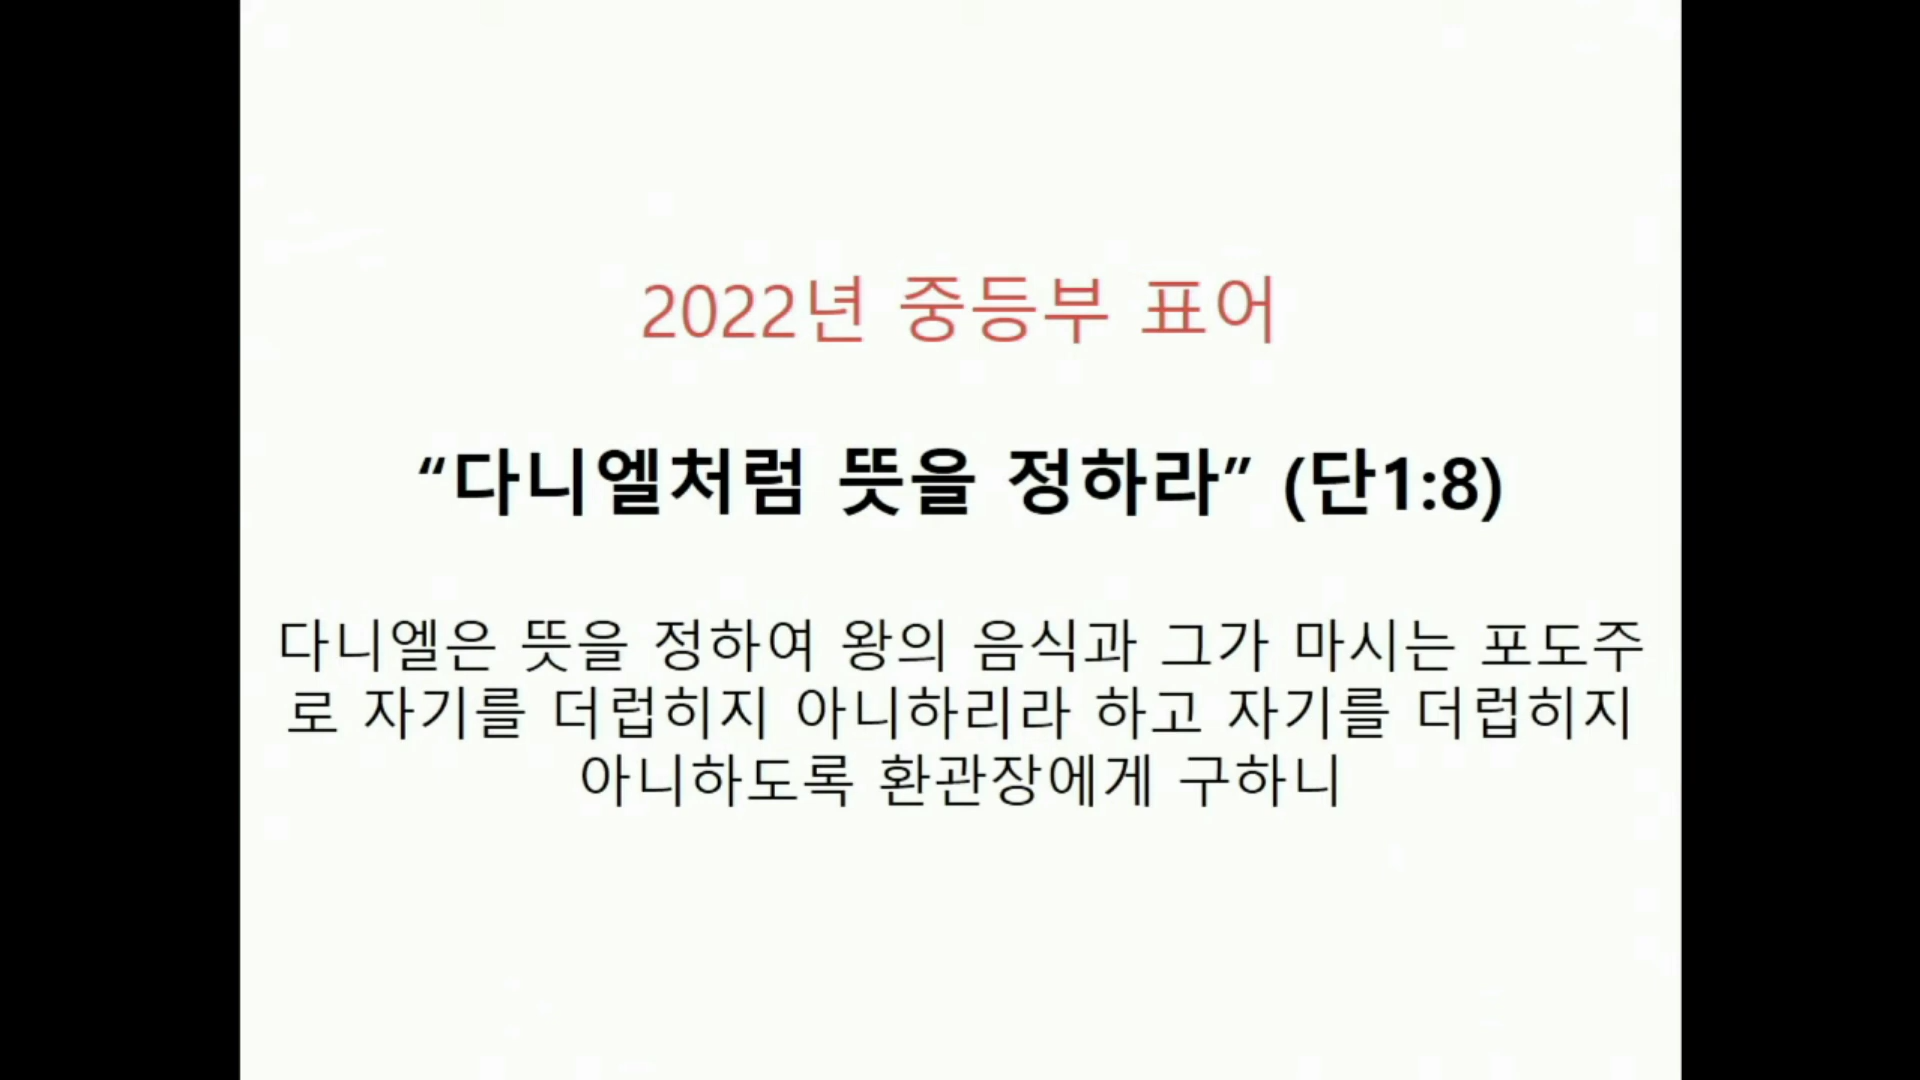 2022년 중등부 표어
“다니엘처럼 뜻을 정하라” (단1:8)
다니엘은 뜻을 정하여 왕의 음식과 그가 마시는 포도주
로 자기를 더럽히지 아니하리라 하고 자기를 더럽히지
아니하도록 환관장에게 구하니